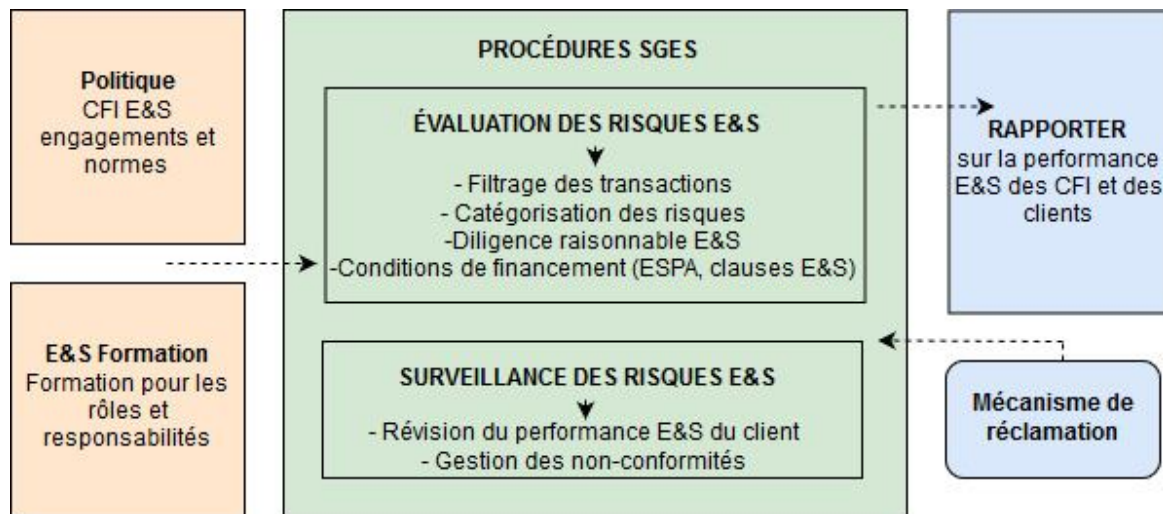 Politique
CFI E&S
engagements et
normes
E&S Formation
Formation pour les
rôles et
responsabilités
PROCÉDURES SGES
ÉVALUATION DES RISQUES E&S
- Filtrage des transactions
- Catégorisation des risques
-Diligence raisonnable E&S
-Conditions de financement (ESPA, clauses E&S)
SURVEILLANCE DES RISQUES E&S
- Révision du performance E&S du client
- Gestion des non-conformités
RAPPORTER
sur la performance
E&S des CFI et des
clients
Mécanisme de
réclamation